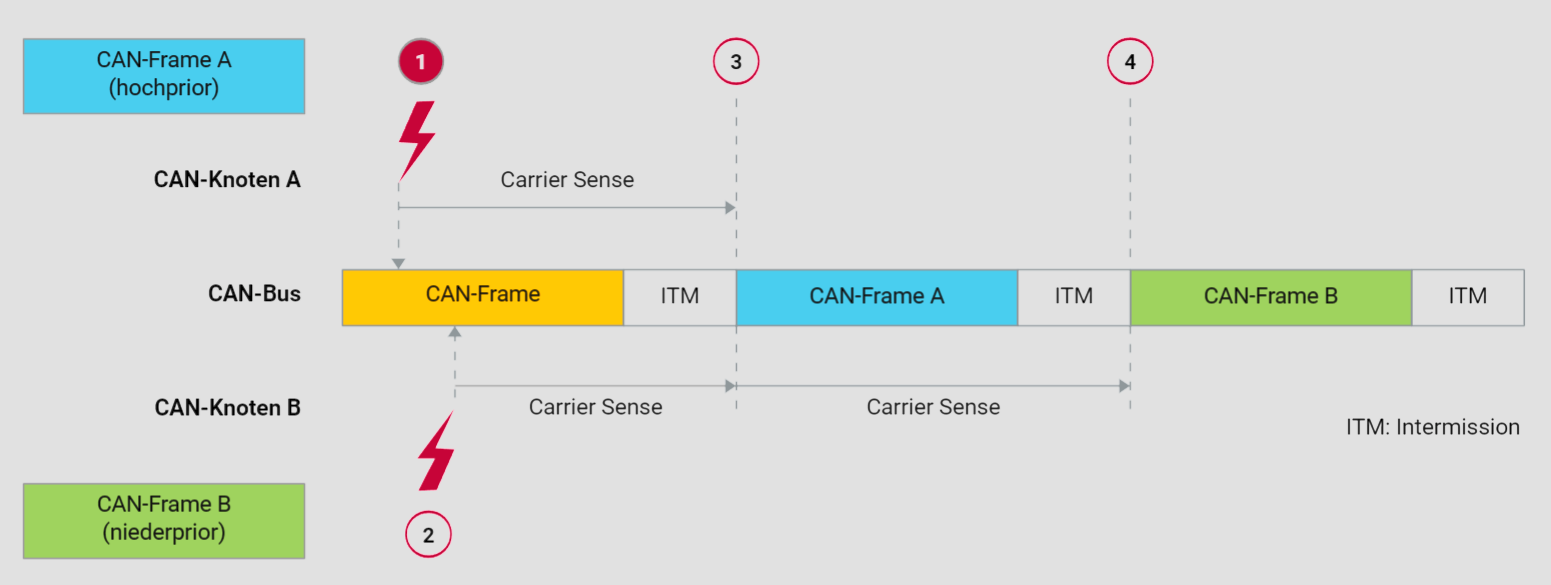 CAN-Frame A
(hochprior)
1
3
4
CAN-Knoten A
Carrier Sense
CAN-Bus
CAN-Frame
ITM
CAN-Frame A
ITM
CAN-Frame B
ITM
CAN-Knoten B
Carrier Sense
Carrier Sense
ITM: Intermission
CAN-Frame B
(niederprior)
2